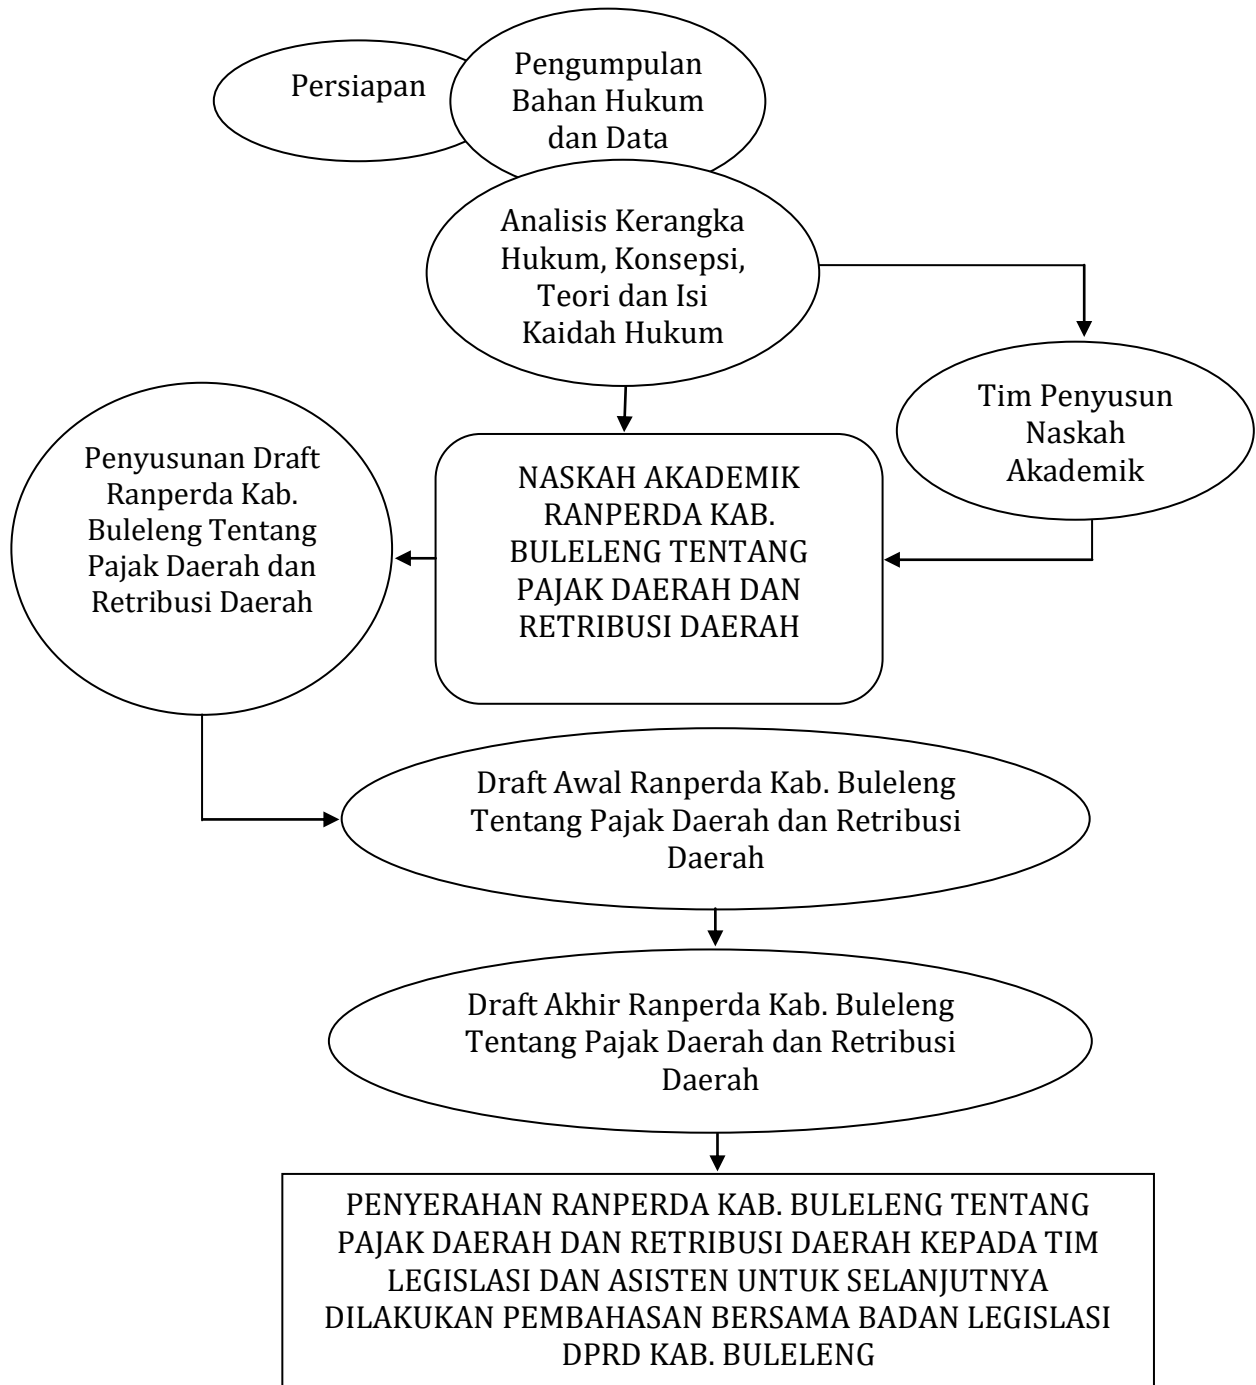 Persiapan
Pengumpulan
Bahan Hukum
dan Data
Analisis Kerangka
Hukum, Konsepsi,
Teori dan Isi
Kaidah Hukum
Tim Penyusun
Naskah
Akademik
NASKAH AKADEMIK
RANPERDA KAB.
BULELENG TENTANG
PAJAK DAERAH DAN
RETRIBUSI DAERAH
Penyusunan Draft
Ranperda Kab.
Buleleng Tentang
Pajak Daerah dan
Retribusi Daerah
Draft Awal Ranperda Kab. Buleleng
Tentang Pajak Daerah dan Retribusi
Daerah
Draft Akhir Ranperda Kab. Buleleng
Tentang Pajak Daerah dan Retribusi
Daerah
PENYERAHAN RANPERDA KAB. BULELENG TENTANG
PAJAK DAERAH DAN RETRIBUSI DAERAH KEPADA TIM
LEGISLASI DAN ASISTEN UNTUK SELANJUTNYA
DILAKUKAN PEMBAHASAN BERSAMA BADAN LEGISLASI
DPRD KAB. BULELENG